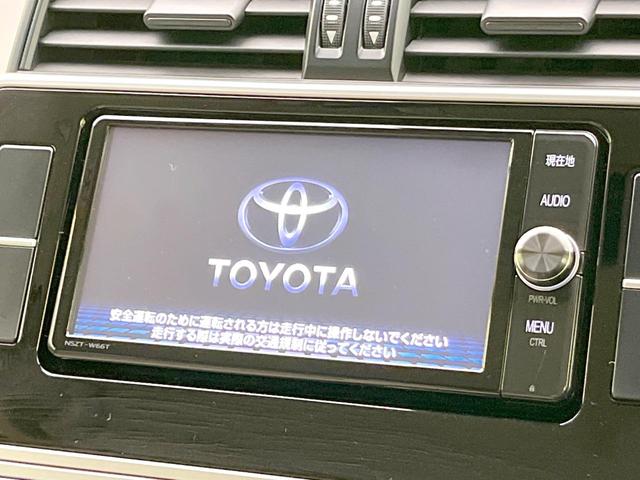 現在地
AUDIO
TOYOTA
PWR-VOL
安全運転のために運転される方は走行中に操作しないでください
走行する際は実際の交通規制に従ってください
MENU
CTRL
NSZT-W66T